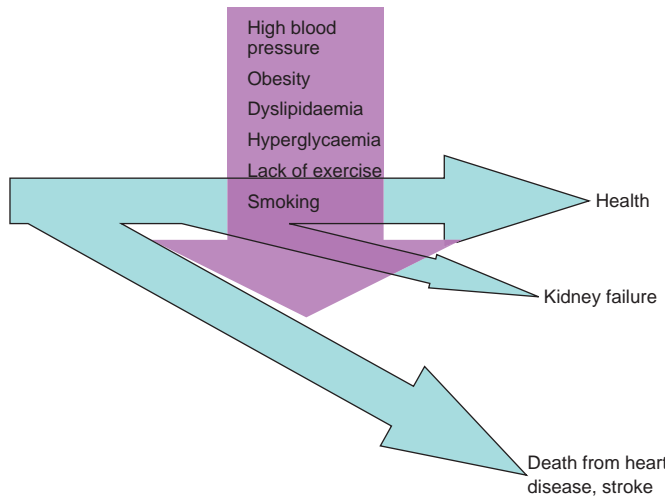 High blood
pressure
Obesity
Dyslipidaemia
Hyperglycaemia
Lack of exercise
Smoking
Health
Kidney failure
Death from heart
disease, stroke